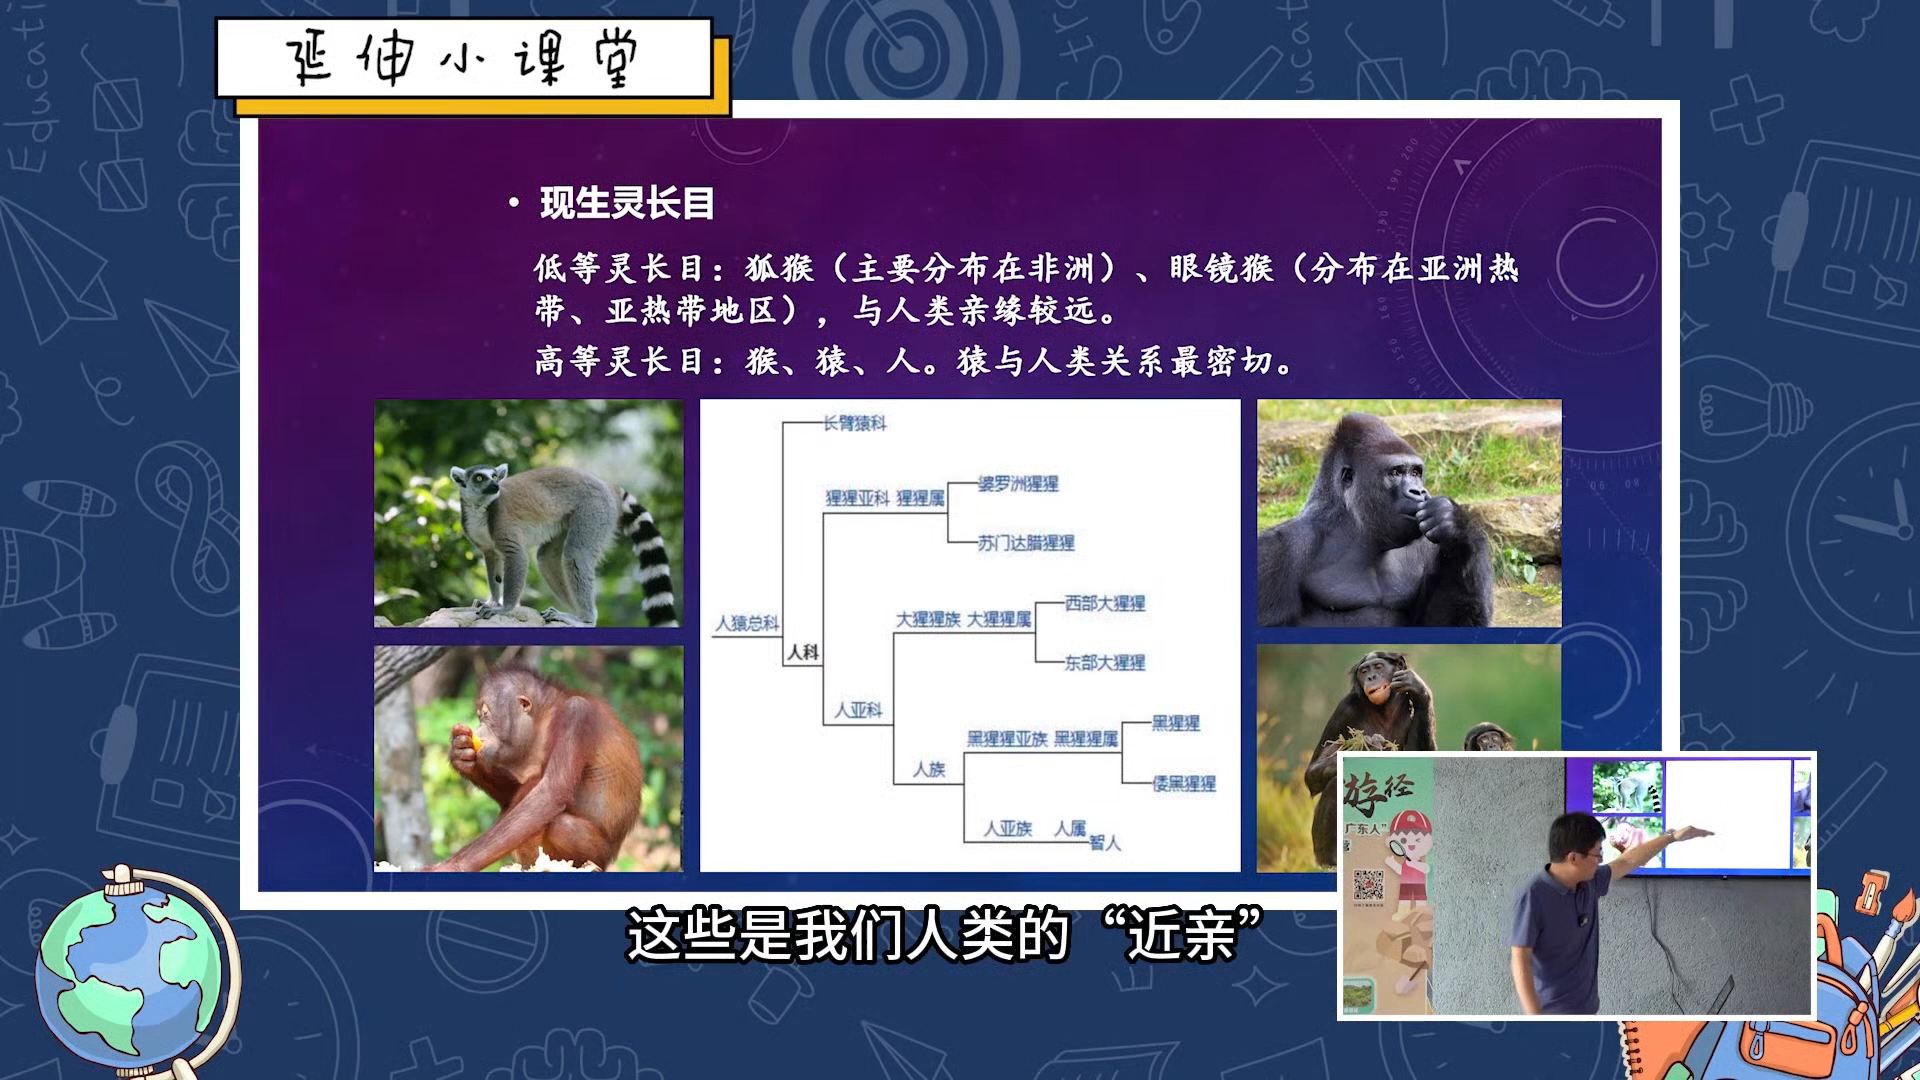 延伸小课堂
• 现生灵长目
低等灵长目：狐猴（主要分布在非洲）、眼镜猴（分布在亚洲热
带、亚热带地区），与人类亲缘较远。
高等灵长目：猴、猿、人。猿与人类关系最密切。
长臂猿科
猩猩亚科 猩猩属
婆罗洲猩猩
苏门达腊猩猩
人猿总科
人科
大猩猩族 大猩猩属
西部大猩猩
东部大猩猩
人亚科
人族
黑猩猩亚族 黑猩猩属
黑猩猩
倭黑猩猩
人亚族 人属
智人
游径
广东人”
这些是我们人类的“近亲”